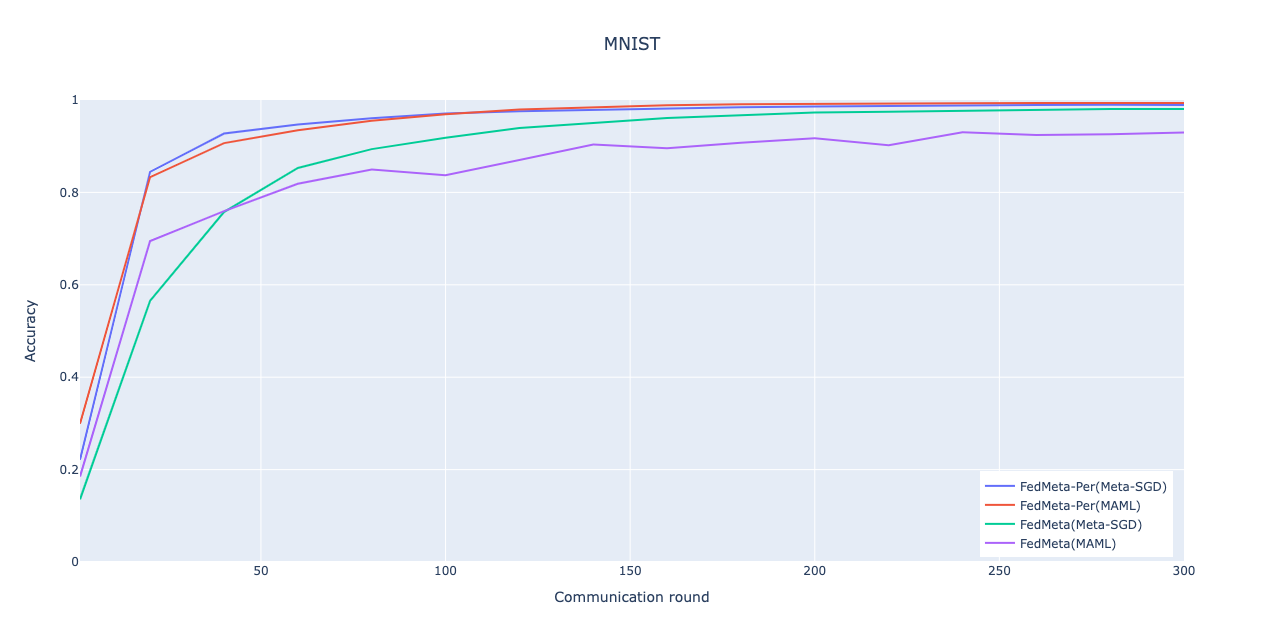 MNIST
1
0.8
0.6
0.4
0.2
0
Accuracy
50
100
150
200
250
300
Communication round
FedMeta-Per(Meta-SGD)
FedMeta-Per(MAML)
FedMeta(Meta-SGD)
FedMeta(MAML)